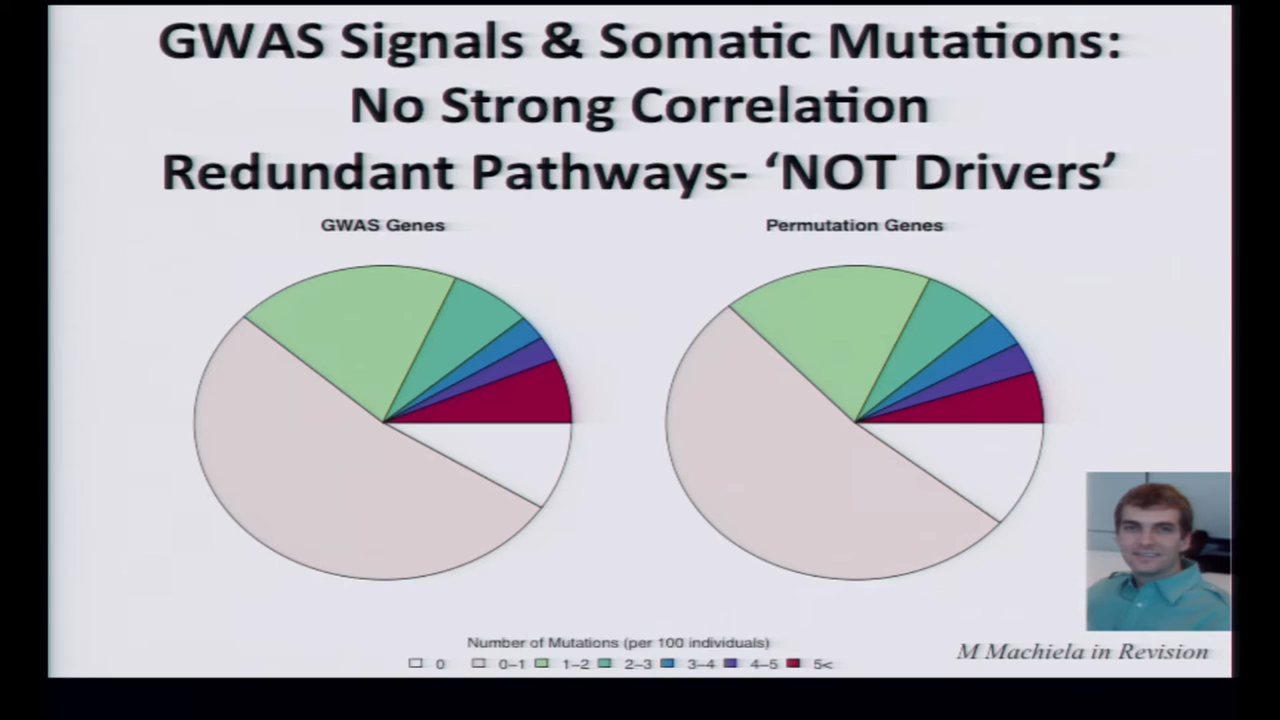 GWAS Signals & Somatic Mutations:
No Strong Correlation
Redundant Pathways- ‘NOT Drivers’
GWAS Genes
Permutation Genes
Number of Mutations (per 100 individuals)
0 0–1 1–2 2–3 3–4 4–5 5<
M Machiela in Revision